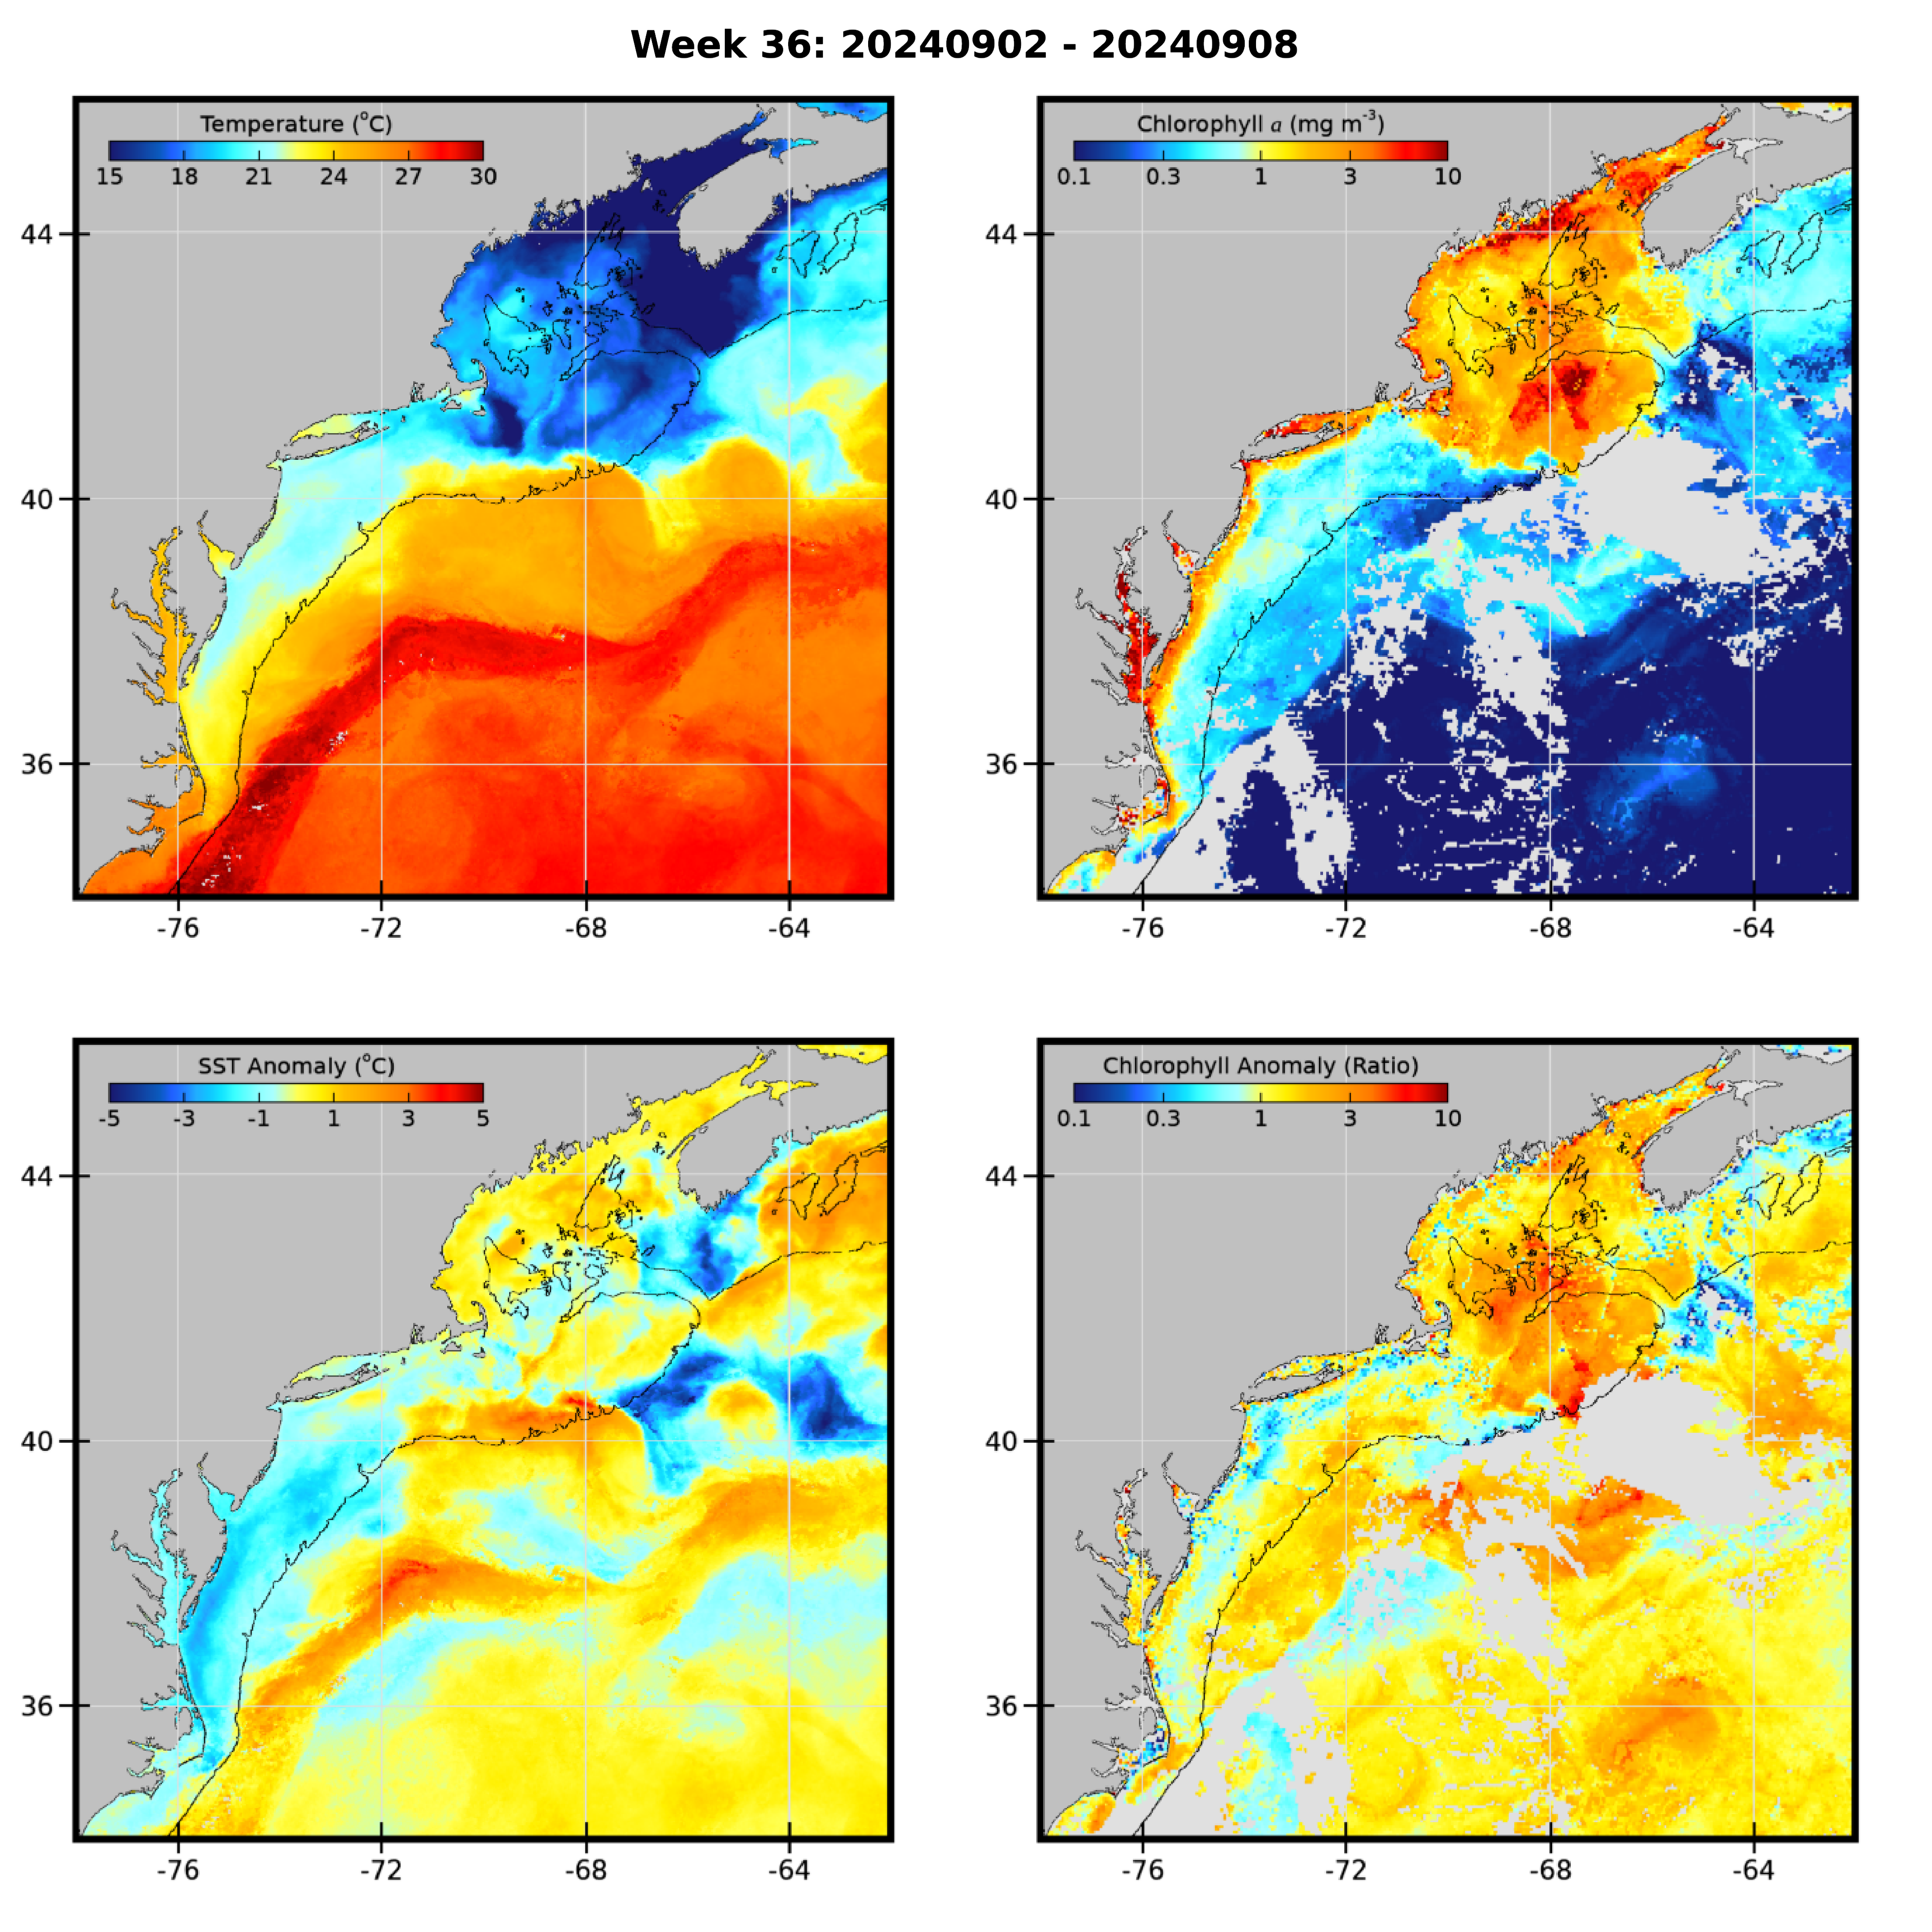 Week 36: 20240902 - 20240908
Temperature (°C)
15 18 21 24 27 30
44
40
36
-76 -72 -68 -64
Chlorophyll a (mg m⁻³)
0.1 0.3 1 3 10
44
40
36
-76 -72 -68 -64
SST Anomaly (°C)
-5 -3 -1 1 3 5
44
40
36
-76 -72 -68 -64
Chlorophyll Anomaly (Ratio)
0.1 0.3 1 3 10
44
40
36
-76 -72 -68 -64